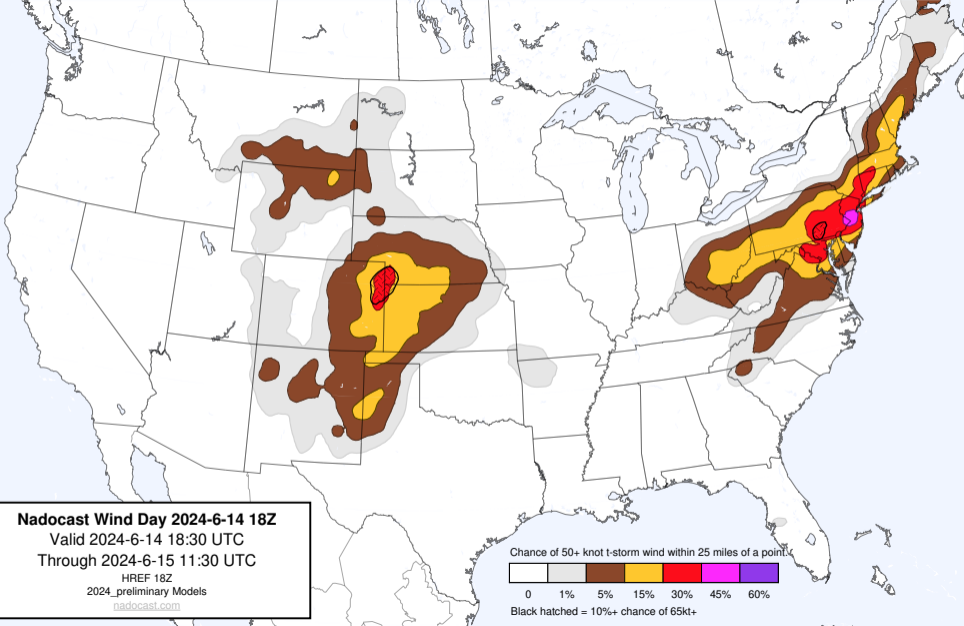 Nadocast Wind Day 2024-6-14 18Z
Valid 2024-6-14 18:30 UTC
Through 2024-6-15 11:30 UTC
HREF 18Z
2024_preliminary Models
nadocast.com
Chance of 50+ knot t-storm wind within 25 miles of a point.
0 1% 5% 15% 30% 45% 60%
Black hatched = 10%+ chance of 65kt+